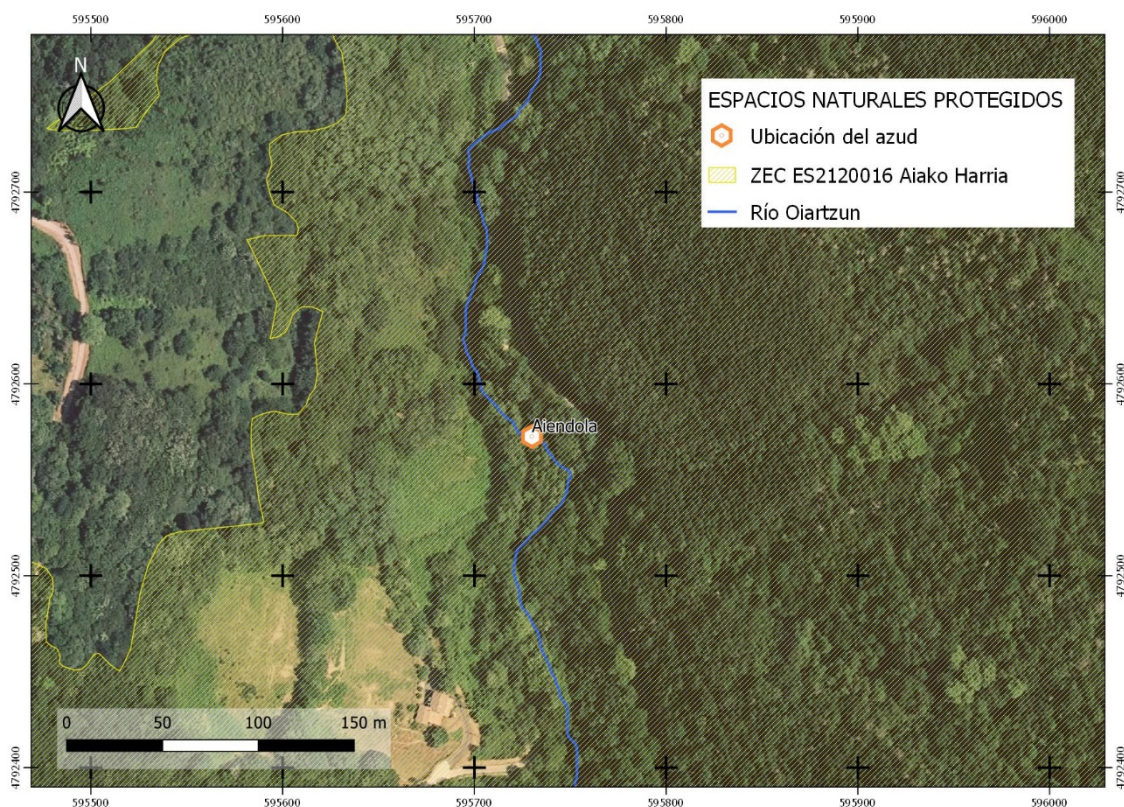 595500 595600 595700 595800 595900 596000
N
ESPACIOS NATURALES PROTEGIDOS
Ubicación del azud
ZEC ES2120016 Aiako Harria
Río Oiartzun
4792700 4792700
4792600 4792600
Aiendola
4792500 4792500
0 50 100 150 m
4792400 4792400
595500 595600 595700 595800 595900 596000